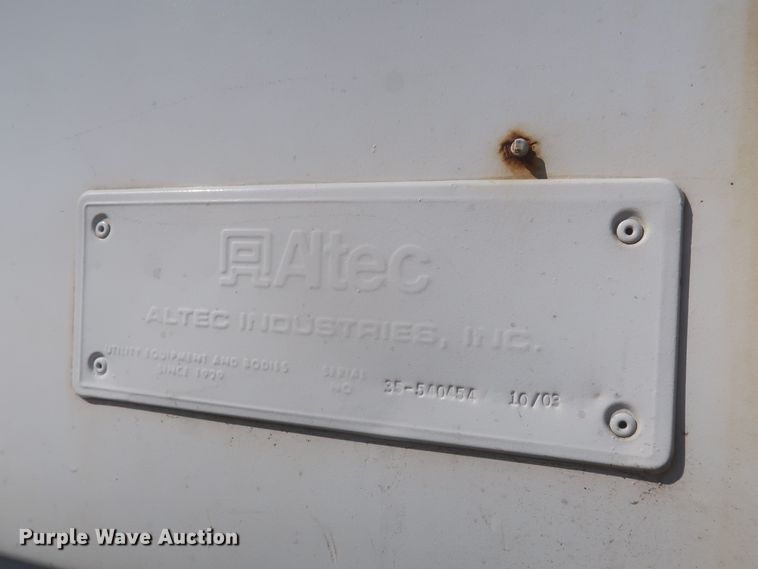 Altec
ALTEC INDUSTRIES, INC.
UTILITY EQUIPMENT AND BODIES
SINCE 1929
SERIAL
NO
35-540454 10/03
Purple Wave Auction